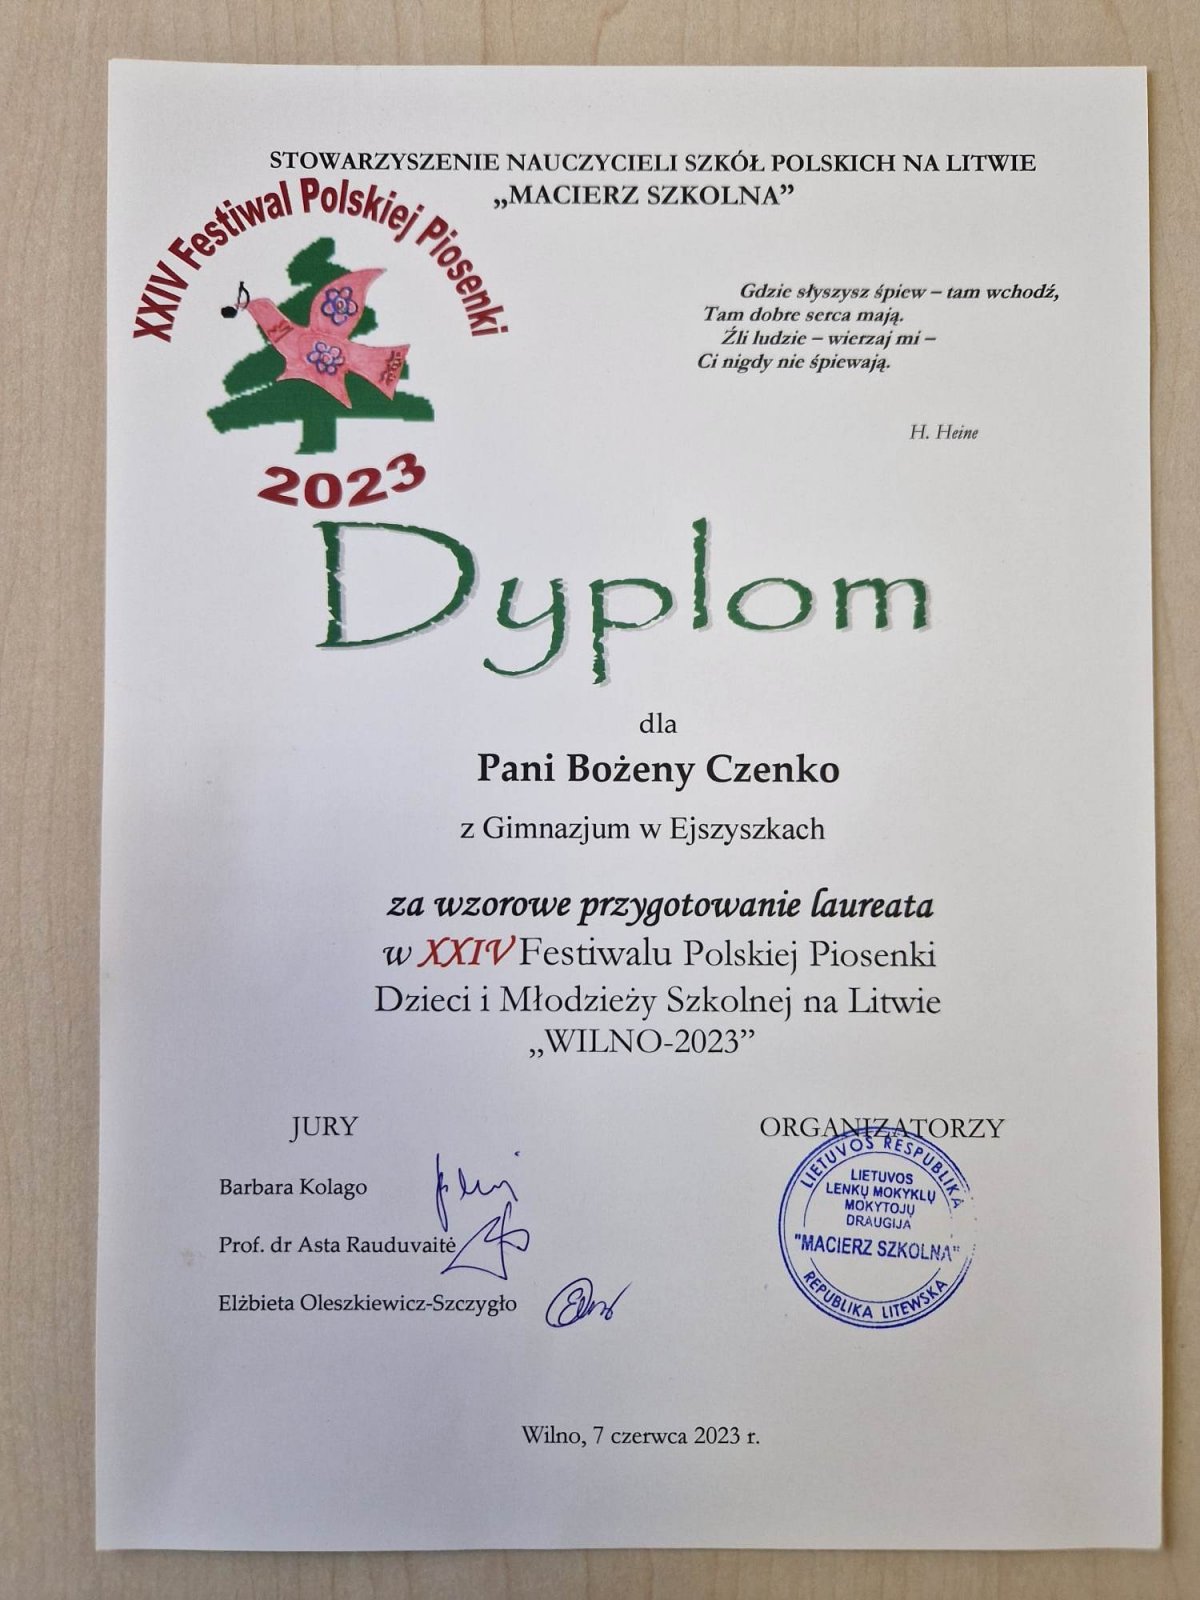 STOWARZYSZENIE NAUCZYCIELI SZKÓŁ POLSKICH NA LITWIE
„MACIERZ SZKOLNA”
XXIV Festiwal Polskiej Piosenki
2023
Gdzie słyszysz śpiew – tam wchodź,
Tam dobre serca mają.
Źli ludzie – wierzaj mi –
Ci nigdy nie śpiewają.
H. Heine
Dyplom
dla
Pani Bożeny Czenko
z Gimnazjum w Ejszyszkach
za wzorowe przygotowanie laureata
w XXIV Festiwalu Polskiej Piosenki
Dzieci i Młodzieży Szkolnej na Litwie
„WILNO-2023”
JURY
Barbara Kolago
Prof. dr Asta Rauduvaitė
Elżbieta Oleszkiewicz-Szczygło
ORGANIZATORZY
LIETUVOS RESPUBLIKA
LIETUVOS
LENKŲ MOKYKLŲ
MOKYTOJŲ
DRAUGIJA
"MACIERZ SZKOLNA"
REPUBLIKA LITEWSKA
Wilno, 7 czerwca 2023 r.